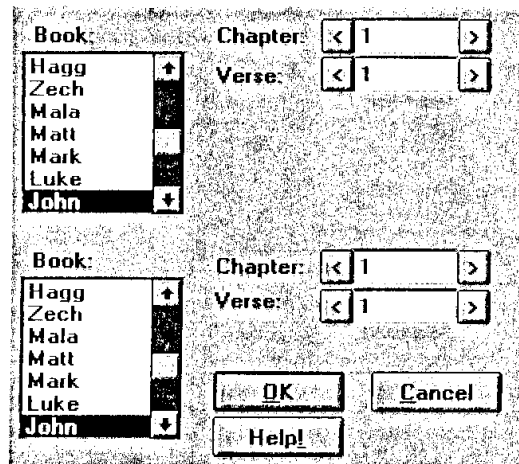 Book: Chapter: < 1 >
Verse: < 1 >
Hagg
Zech
Mala
Matt
Mark
Luke
John
Book: Chapter: < 1 >
Verse: < 1 >
Hagg
Zech
Mala
Matt
Mark
Luke
John
OK Cancel
Help!